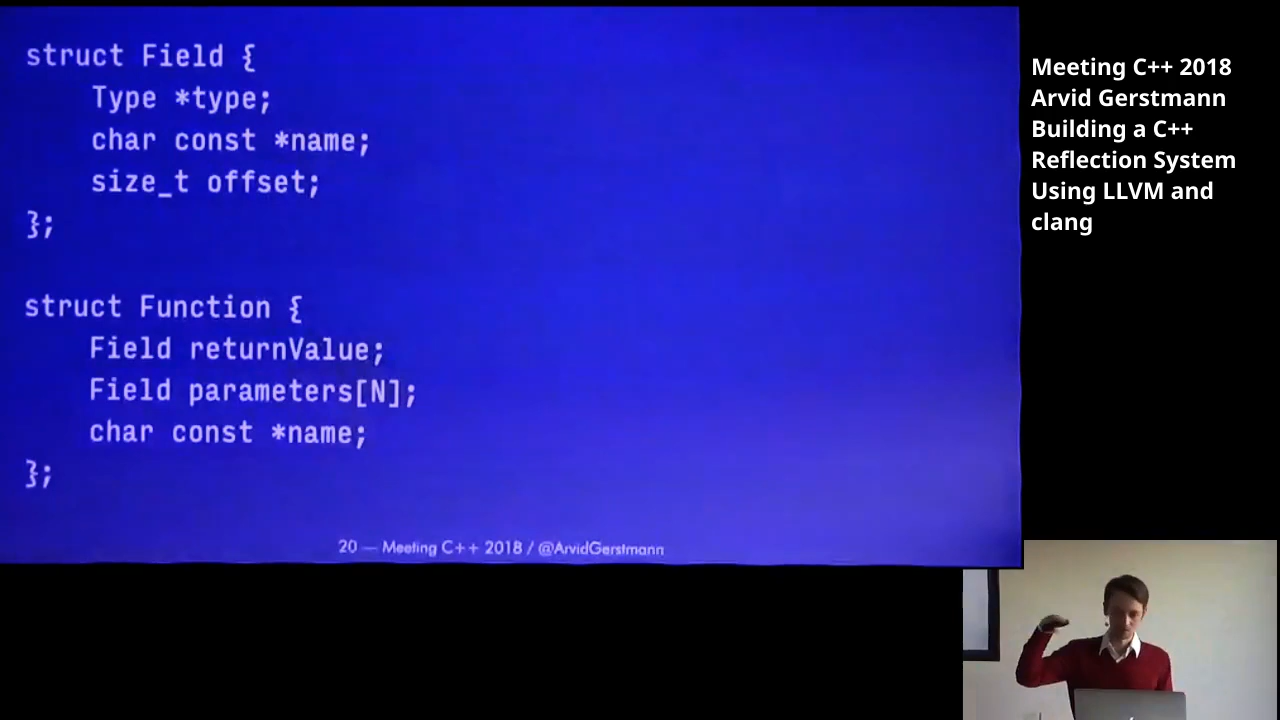 struct Field {
    Type *type;
    char const *name;
    size_t offset;
};
struct Function {
    Field returnValue;
    Field parameters[N];
    char const *name;
};
20 — Meeting C++ 2018 / @ArvidGerstmann
Meeting C++ 2018
Arvid Gerstmann
Building a C++
Reflection System
Using LLVM and
clang